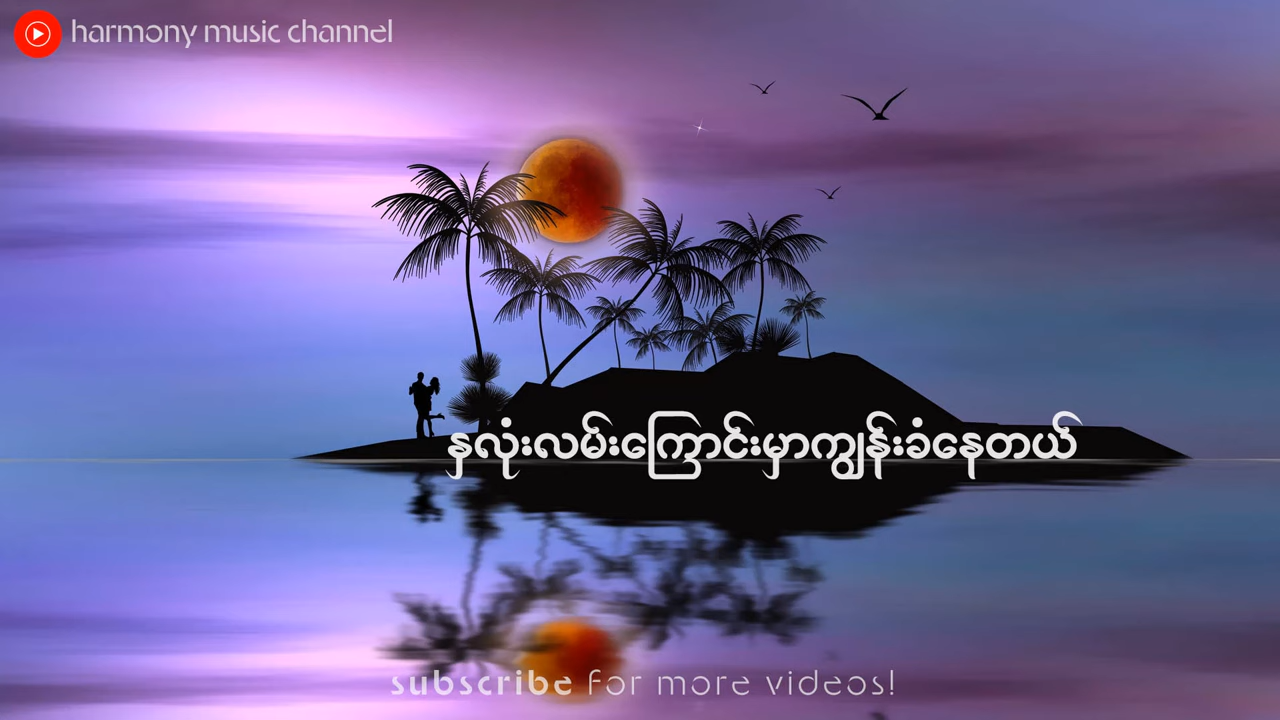 harmony music channel
နှလုံးလမ်းကြောင်းမှာကျွန်းခံနေတယ်
subscribe for more videos!